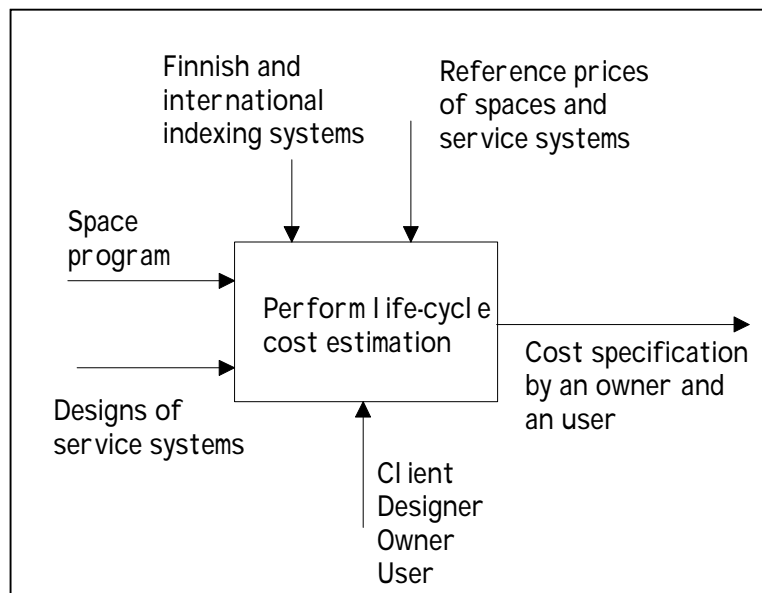 Finnish and
international
indexing systems
Reference prices
of spaces and
service systems
Space
program
Perform life-cycle
cost estimation
Cost specification
by an owner and
an user
Designs of
service systems
Client
Designer
Owner
User